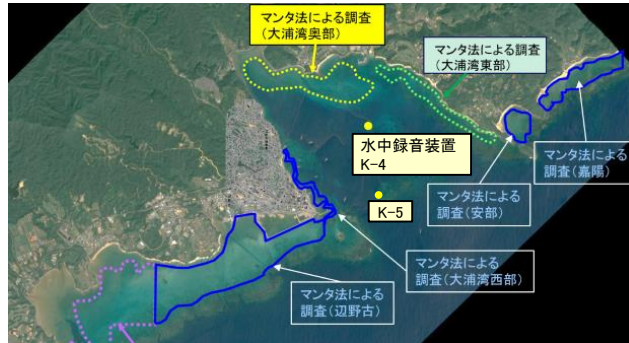 マンタ法による調査
(大浦湾奥部)
マンタ法による調査
(大浦湾東部)
水中録音装置
K-4
マンタ法による
調査(嘉陽)
マンタ法による
調査(安部)
K-5
マンタ法による
調査(大浦湾西部)
マンタ法による
調査(辺野古)